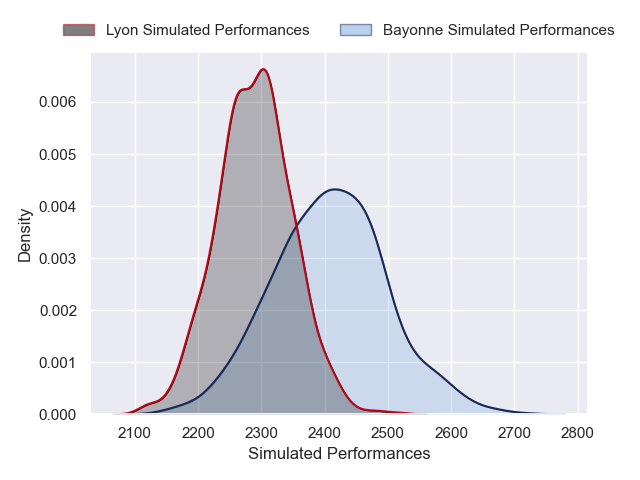 Lyon Simulated Performances Bayonne Simulated Performances
0.006
0.005
0.004
0.003
0.002
0.001
0.000
Density
2100 2200 2300 2400 2500 2600 2700 2800
Simulated Performances